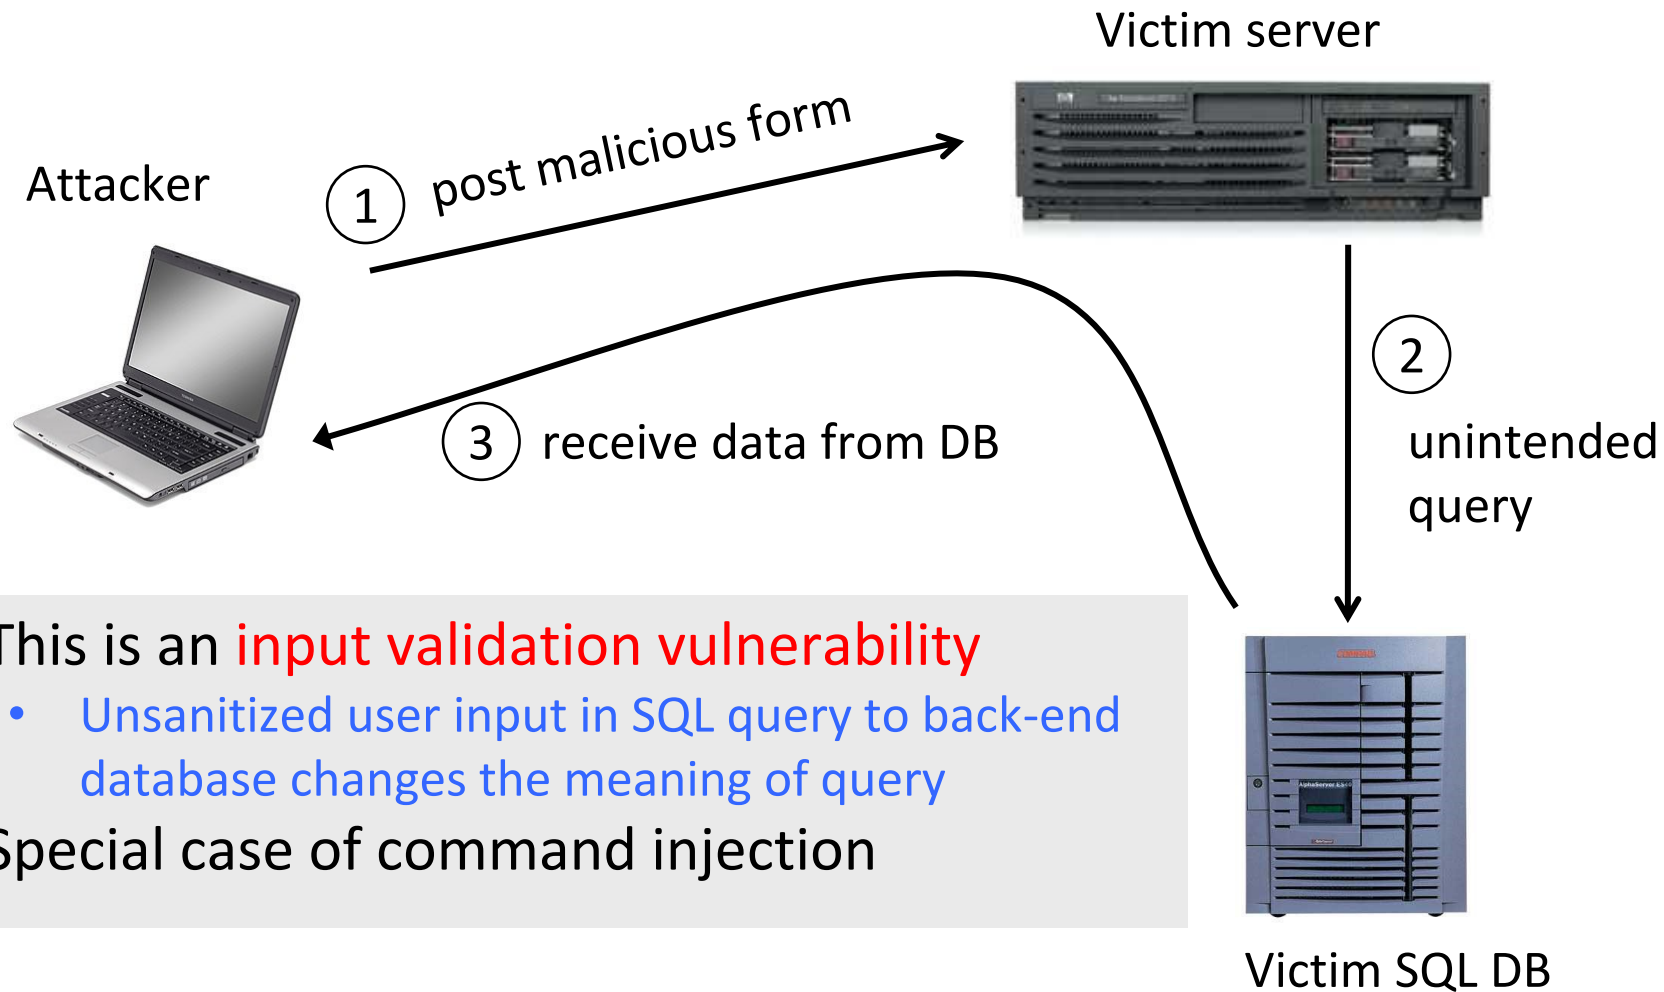 Victim server
Attacker
1
post malicious form
2
unintended
query
3
receive data from DB
This is an input validation vulnerability
• Unsanitized user input in SQL query to back-end
database changes the meaning of query
Special case of command injection
Victim SQL DB